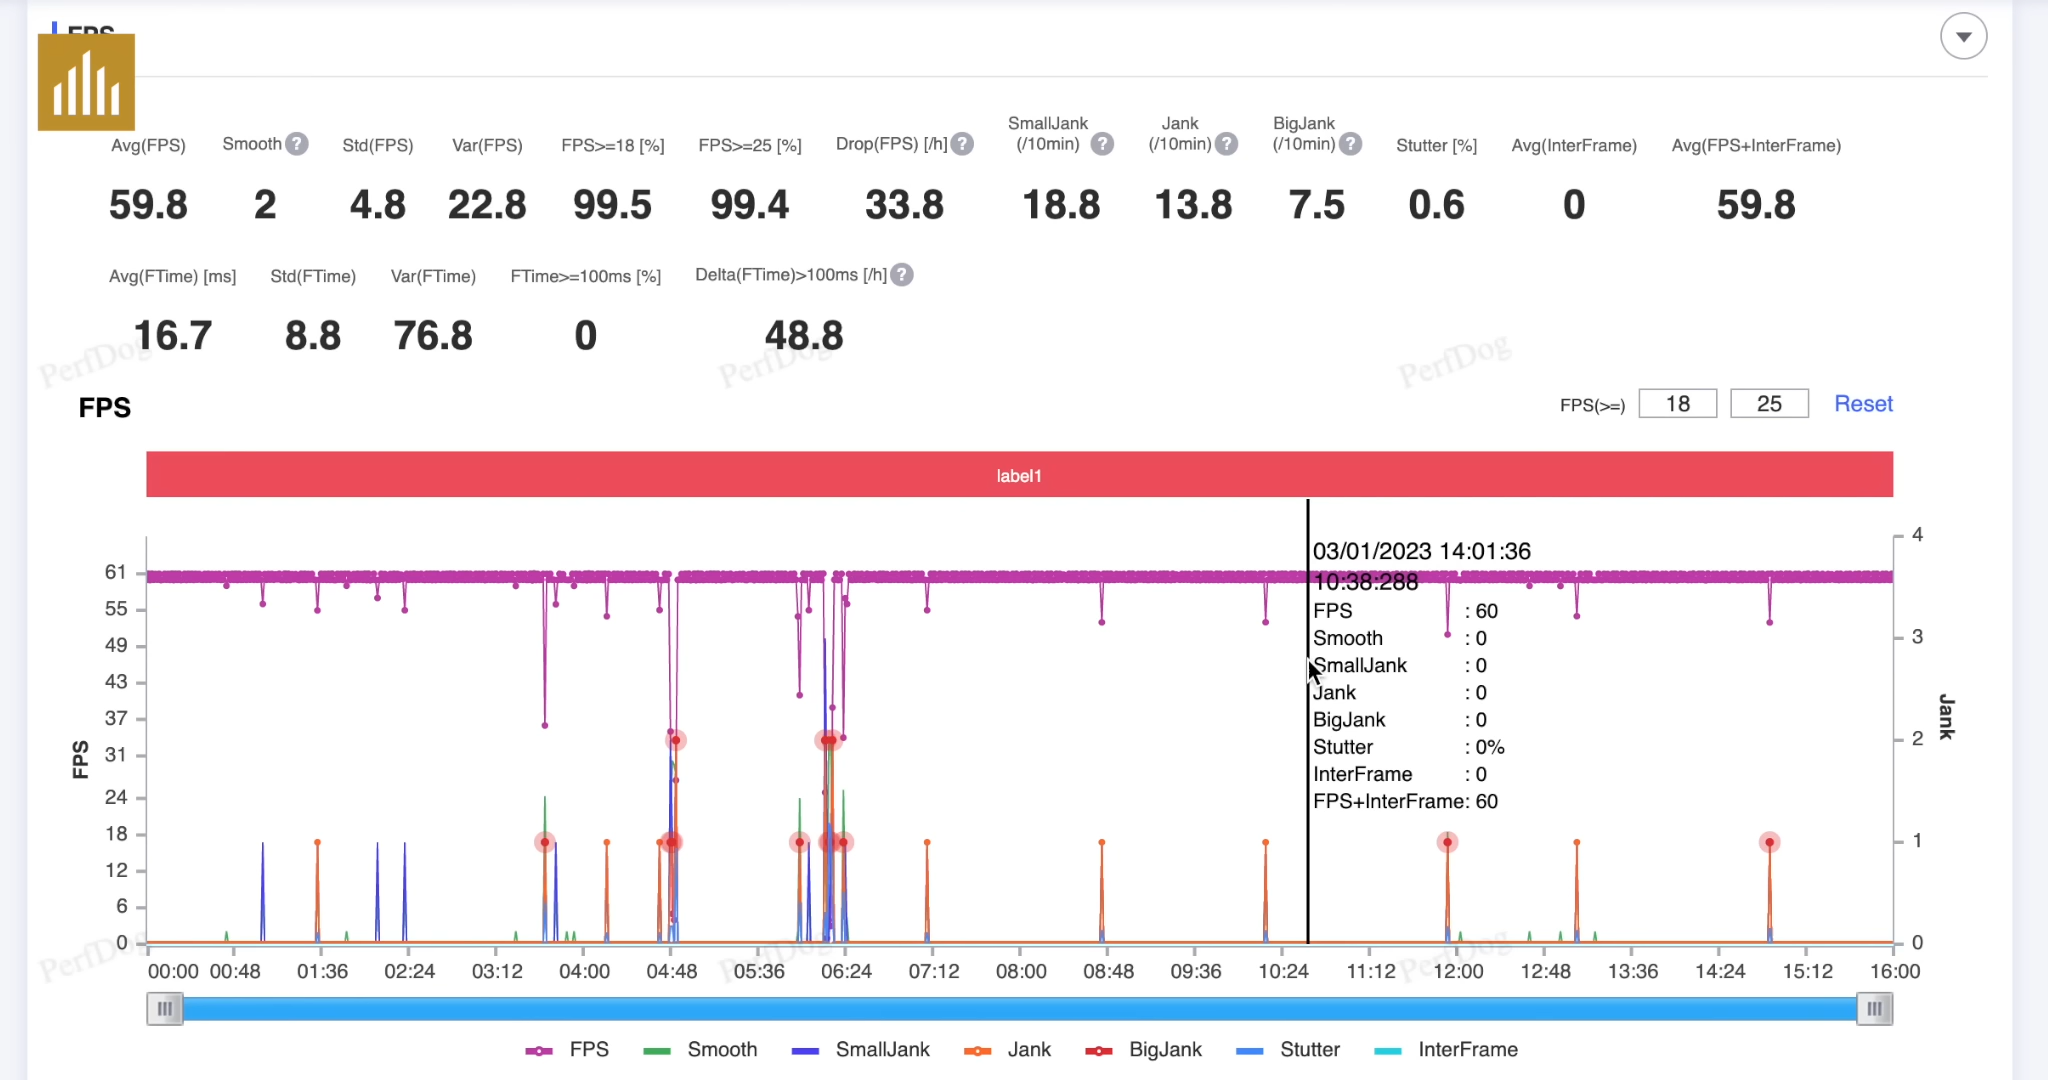 FPS
Avg(FPS) Smooth ? Std(FPS) Var(FPS) FPS>=18 [%] FPS>=25 [%] Drop(FPS) [/h] ? SmallJank (/10min) ? Jank (/10min) ? BigJank (/10min) ? Stutter [%] Avg(InterFrame) Avg(FPS+InterFrame)
59.8 2 4.8 22.8 99.5 99.4 33.8 18.8 13.8 7.5 0.6 0 59.8
Avg(FTime) [ms] Std(FTime) Var(FTime) FTime>=100ms [%] Delta(FTime)>100ms [/h] ?
16.7 8.8 76.8 0 48.8
PerfDog PerfDog PerfDog
FPS FPS(>=) 18 25 Reset
label1
03/01/2023 14:01:36
10:38:288
FPS : 60
Smooth : 0
SmallJank : 0
Jank : 0
BigJank : 0
Stutter : 0%
InterFrame : 0
FPS+InterFrame: 60
61
55
49
43
37
31
24
18
12
6
0
FPS
4
3
2
1
0
Jank
PerfDog PerfDog PerfDog
00:00 00:48 01:36 02:24 03:12 04:00 04:48 05:36 06:24 07:12 08:00 08:48 09:36 10:24 11:12 12:00 12:48 13:36 14:24 15:12 16:00
FPS Smooth SmallJank Jank BigJank Stutter InterFrame